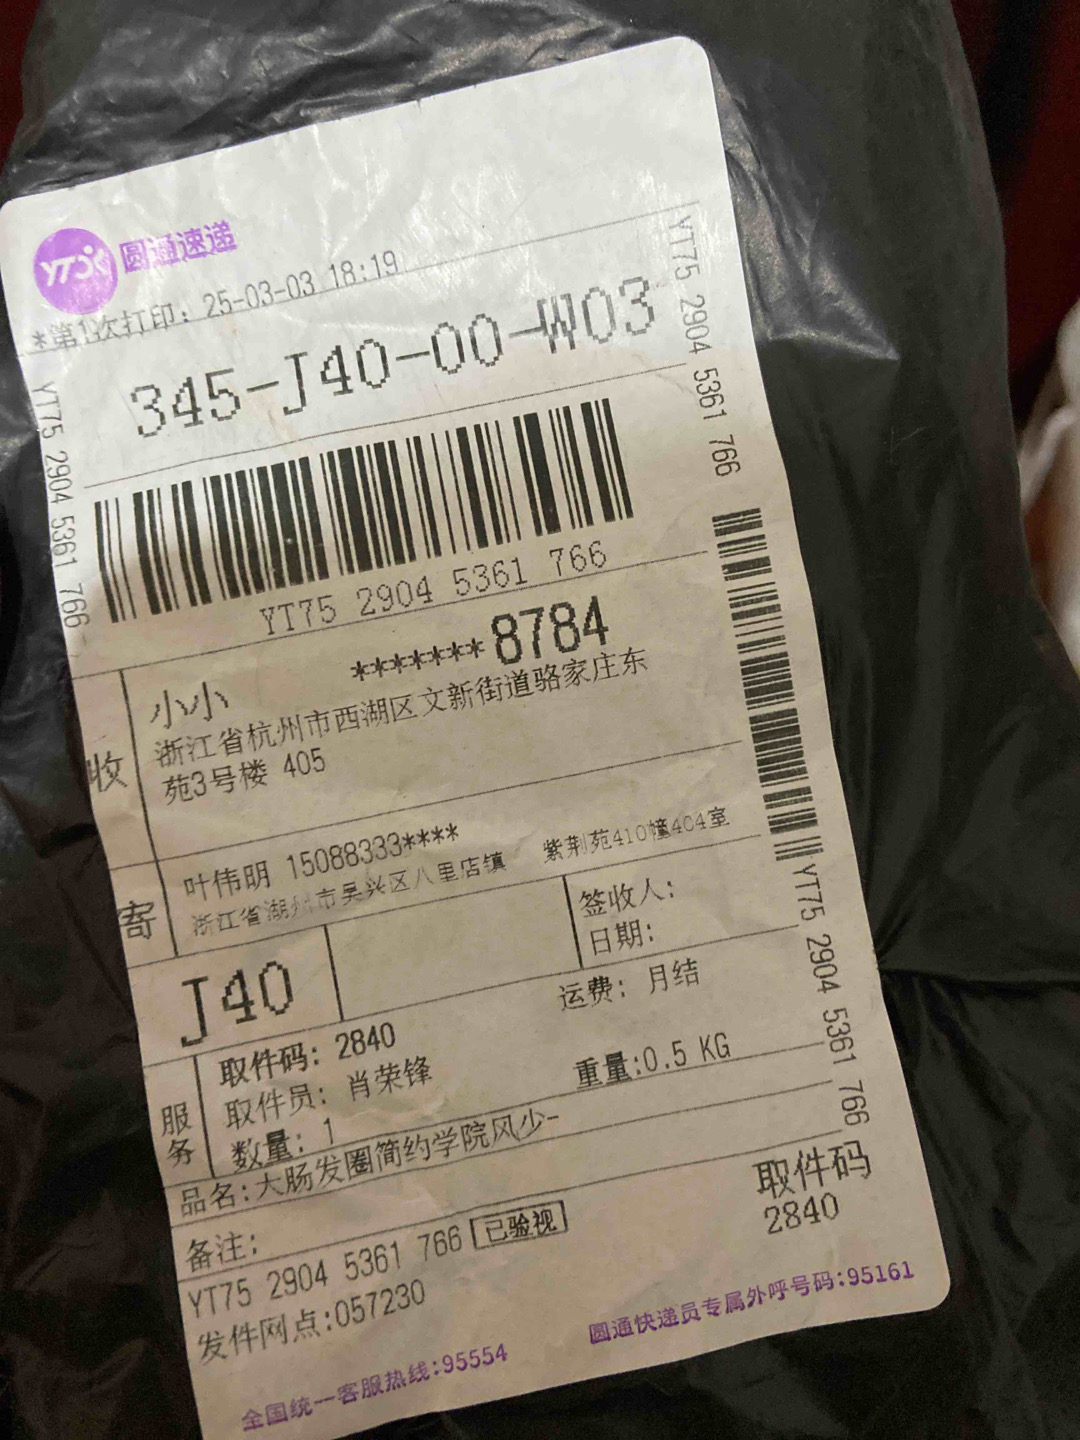 YTO 圆通速递
*第1次打印: 25-03-03 18:19
345-J40-00-W03
YT75 2904 5361 766
YT75 2904 5361 766
YT75 2904 5361 766
*******8784
收
小小
浙江省杭州市西湖区文新街道骆家庄东
苑3号楼 405
寄
叶伟明 15088333****
浙江省湖州市吴兴区八里店镇 紫荆苑410幢404室
J40
签收人:
日期:
服务
取件码: 2840
运费: 月结
取件员: 肖荣锋
重量:0.5 KG
数量: 1
品名:大肠发圈简约学院风少-
备注:
取件码
2840
YT75 2904 5361 766 已验视
发件网点:057230
全国统一客服热线:95554
圆通快递员专属外呼号码:95161
YT75 2904 5361 766